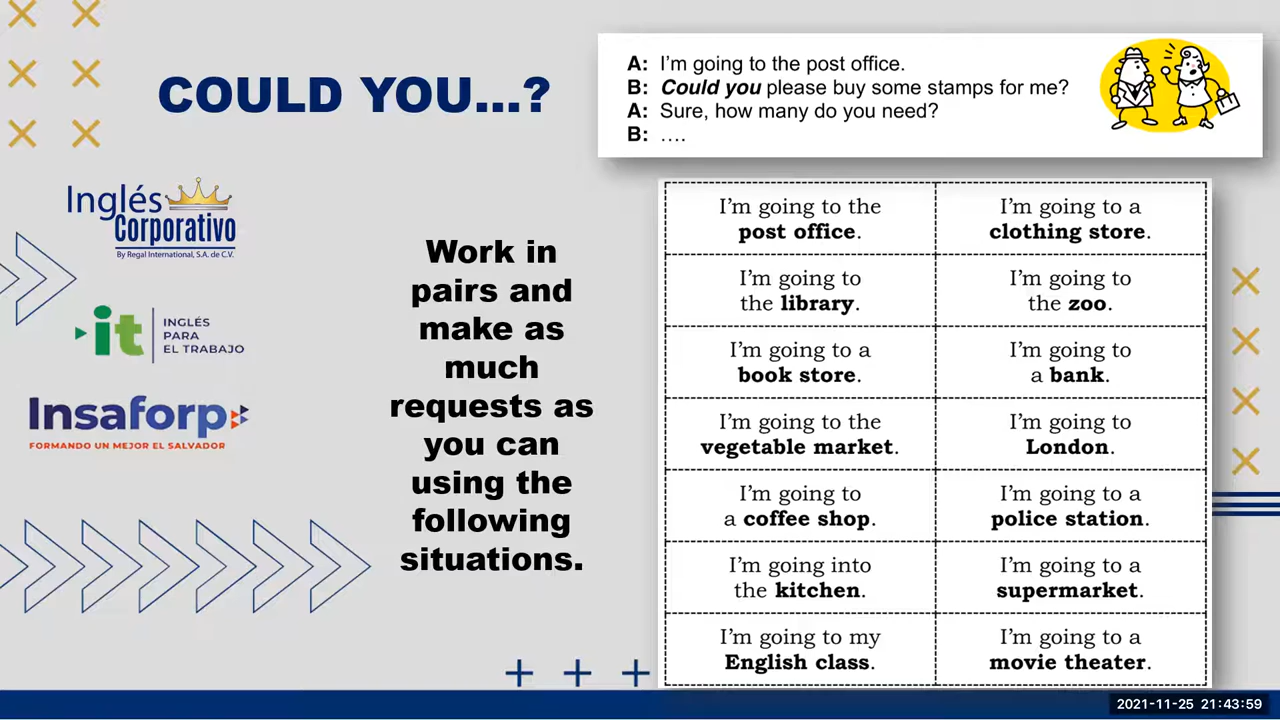 COULD YOU...?
Inglés
Corporativo
By Regal International, S.A. de C.V.
it
INGLÉS
PARA
EL TRABAJO
Insaforp
FORMANDO UN MEJOR EL SALVADOR
Work in
pairs and
make as
much
requests as
you can
using the
following
situations.
A: I'm going to the post office.
B: Could you please buy some stamps for me?
A: Sure, how many do you need?
B: ....
I'm going to the
post office.
I'm going to a
clothing store.
I'm going to
the library.
I'm going to
the zoo.
I'm going to a
book store.
I'm going to
a bank.
I'm going to the
vegetable market.
I'm going to
London.
I'm going to
a coffee shop.
I'm going to a
police station.
I'm going into
the kitchen.
I'm going to a
supermarket.
I'm going to my
English class.
I'm going to a
movie theater.
2021-11-25 21:43:59